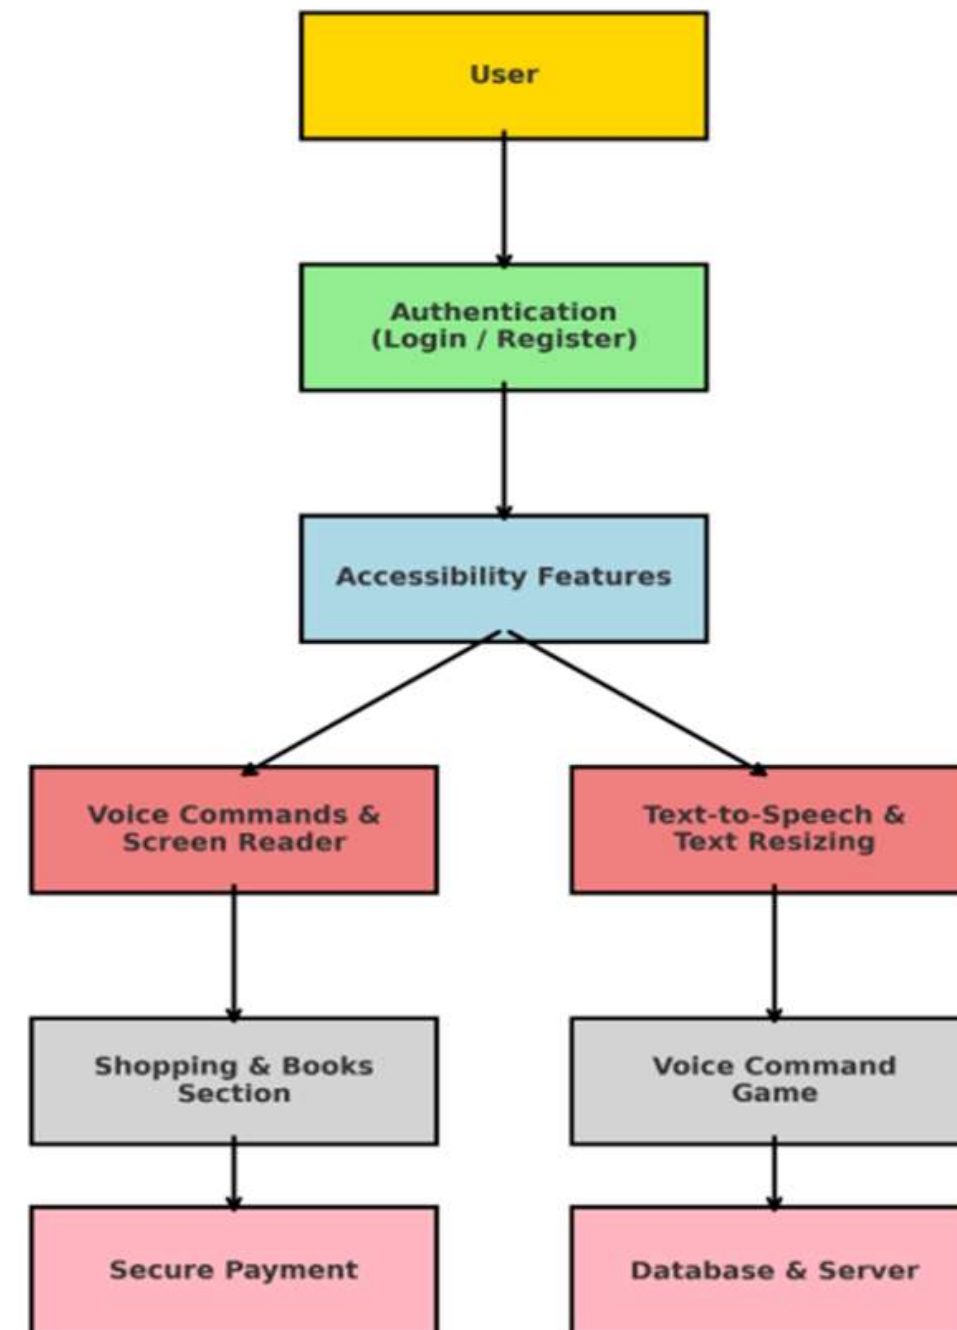 User
Authentication
(Login / Register)
Accessibility Features
Voice Commands &
Screen Reader
Text-to-Speech &
Text Resizing
Shopping & Books
Section
Voice Command
Game
Secure Payment
Database & Server